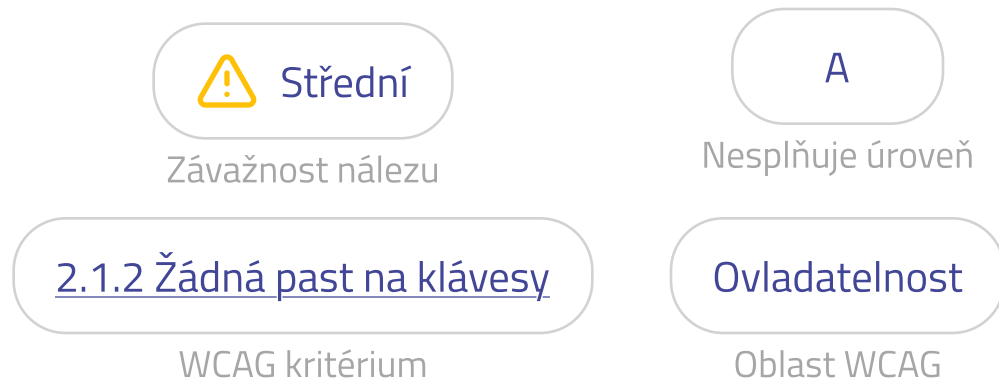 Střední
A
Závažnost nálezu
Nesplňuje úroveň
2.1.2 Žádná past na klávesy
Ovladatelnost
WCAG kritérium
Oblast WCAG